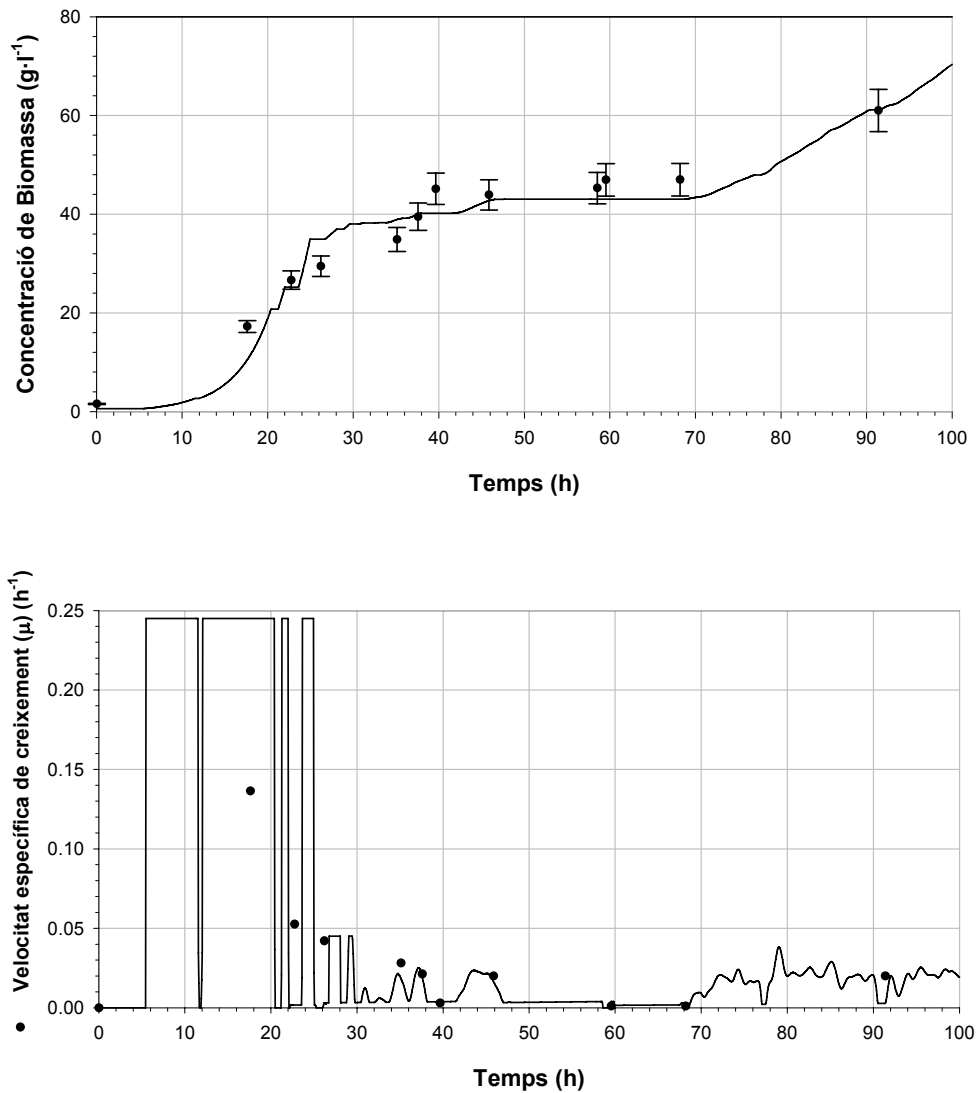 Concentració de Biomassa (g·l-1)
80
60
40
20
0
0 10 20 30 40 50 60 70 80 90 100
Temps (h)
Velocitat específica de creixement (μ) (h-1)
0.25
0.20
0.15
0.10
0.05
0.00
0 10 20 30 40 50 60 70 80 90 100
Temps (h)